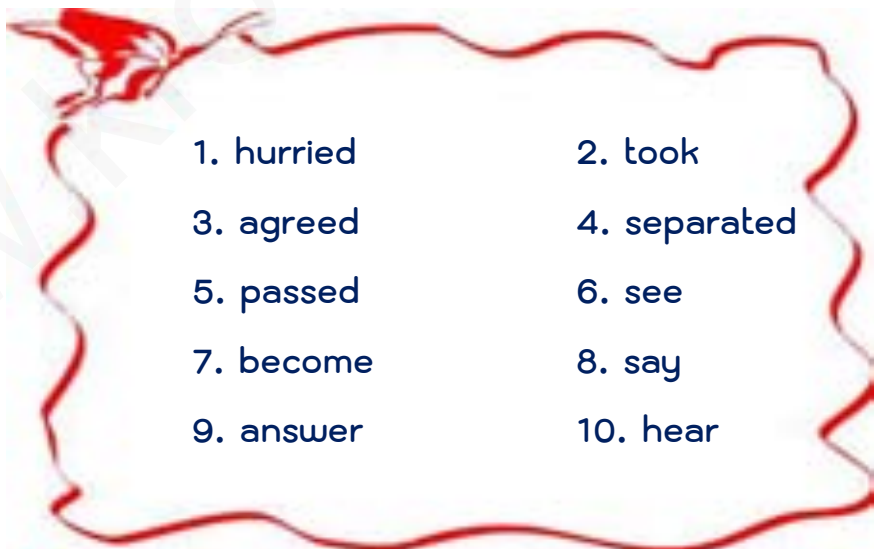 1. hurried 2. took
3. agreed 4. separated
5. passed 6. see
7. become 8. say
9. answer 10. hear